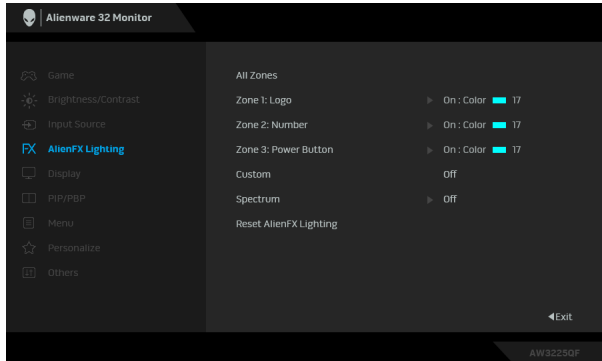 Alienware 32 Monitor
Game
Brightness/Contrast
Input Source
FX AlienFX Lighting
Display
PIP/PBP
Menu
Personalize
Others
All Zones
Zone 1: Logo On : Color 17
Zone 2: Number On : Color 17
Zone 3: Power Button On : Color 17
Custom Off
Spectrum Off
Reset AlienFX Lighting
Exit
AW3225QF